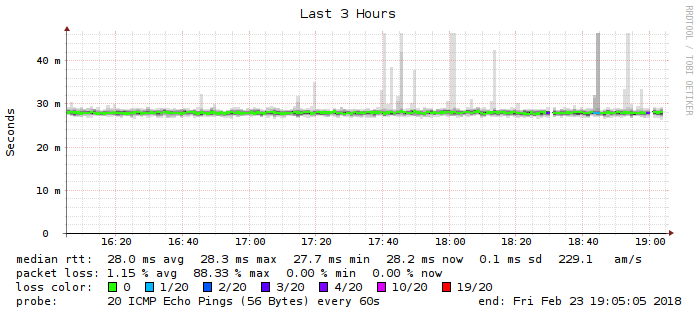 Last 3 Hours
RRDTOOL / TOBI OETIKER
Seconds
40 m
30 m
20 m
10 m
0
16:20 16:40 17:00 17:20 17:40 18:00 18:20 18:40 19:00
median rtt: 28.0 ms avg 28.3 ms max 27.7 ms min 28.2 ms now 0.1 ms sd 229.1 am/s
packet loss: 1.15 % avg 88.33 % max 0.00 % min 0.00 % now
loss color: 0 1/20 2/20 3/20 4/20 10/20 19/20
probe: 20 ICMP Echo Pings (56 Bytes) every 60s end: Fri Feb 23 19:05:05 2018